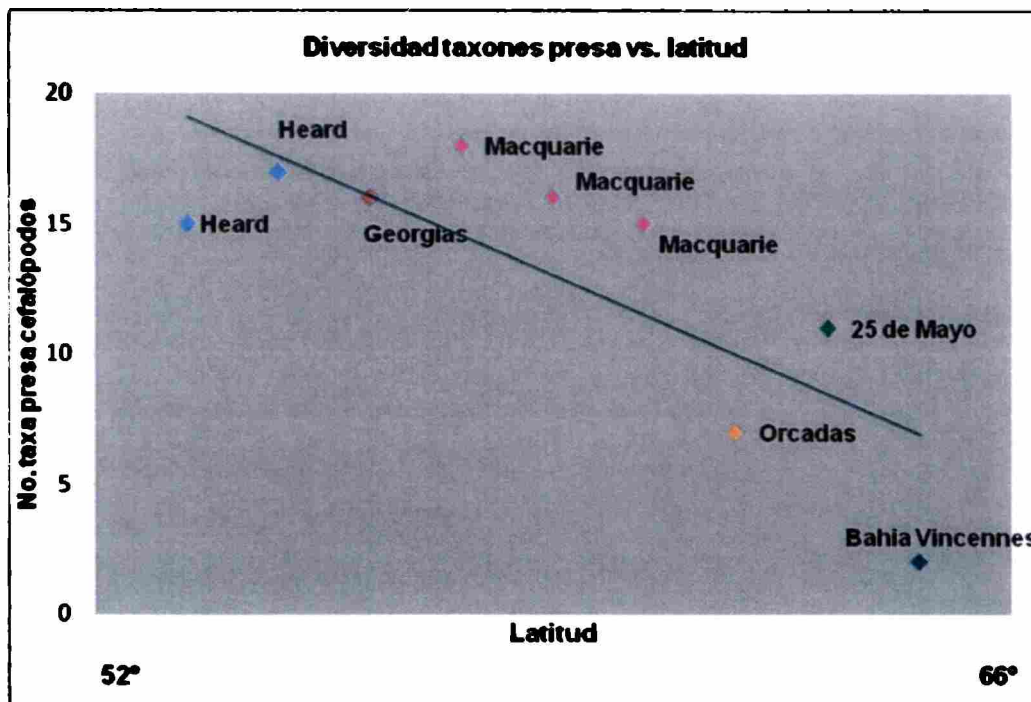 Diversidad taxones presa vs. latitud
No. taxa presa cefalópodos
20
15
10
5
0
Heard
Heard
Georgias
Macquarie
Macquarie
Macquarie
25 de Mayo
Orcadas
Bahia Vincennes
Latitud
52°
66°